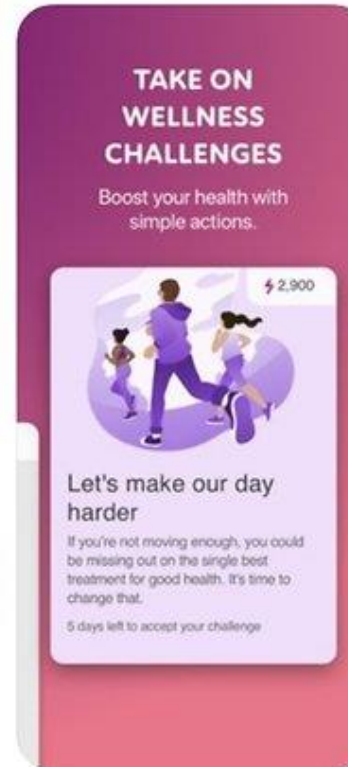 TAKE ON
WELLNESS
CHALLENGES
Boost your health with
simple actions.
2,900
Let's make our day
harder
If you're not moving enough, you could
be missing out on the single best
treatment for good health. It's time to
change that.
5 days left to accept your challenge